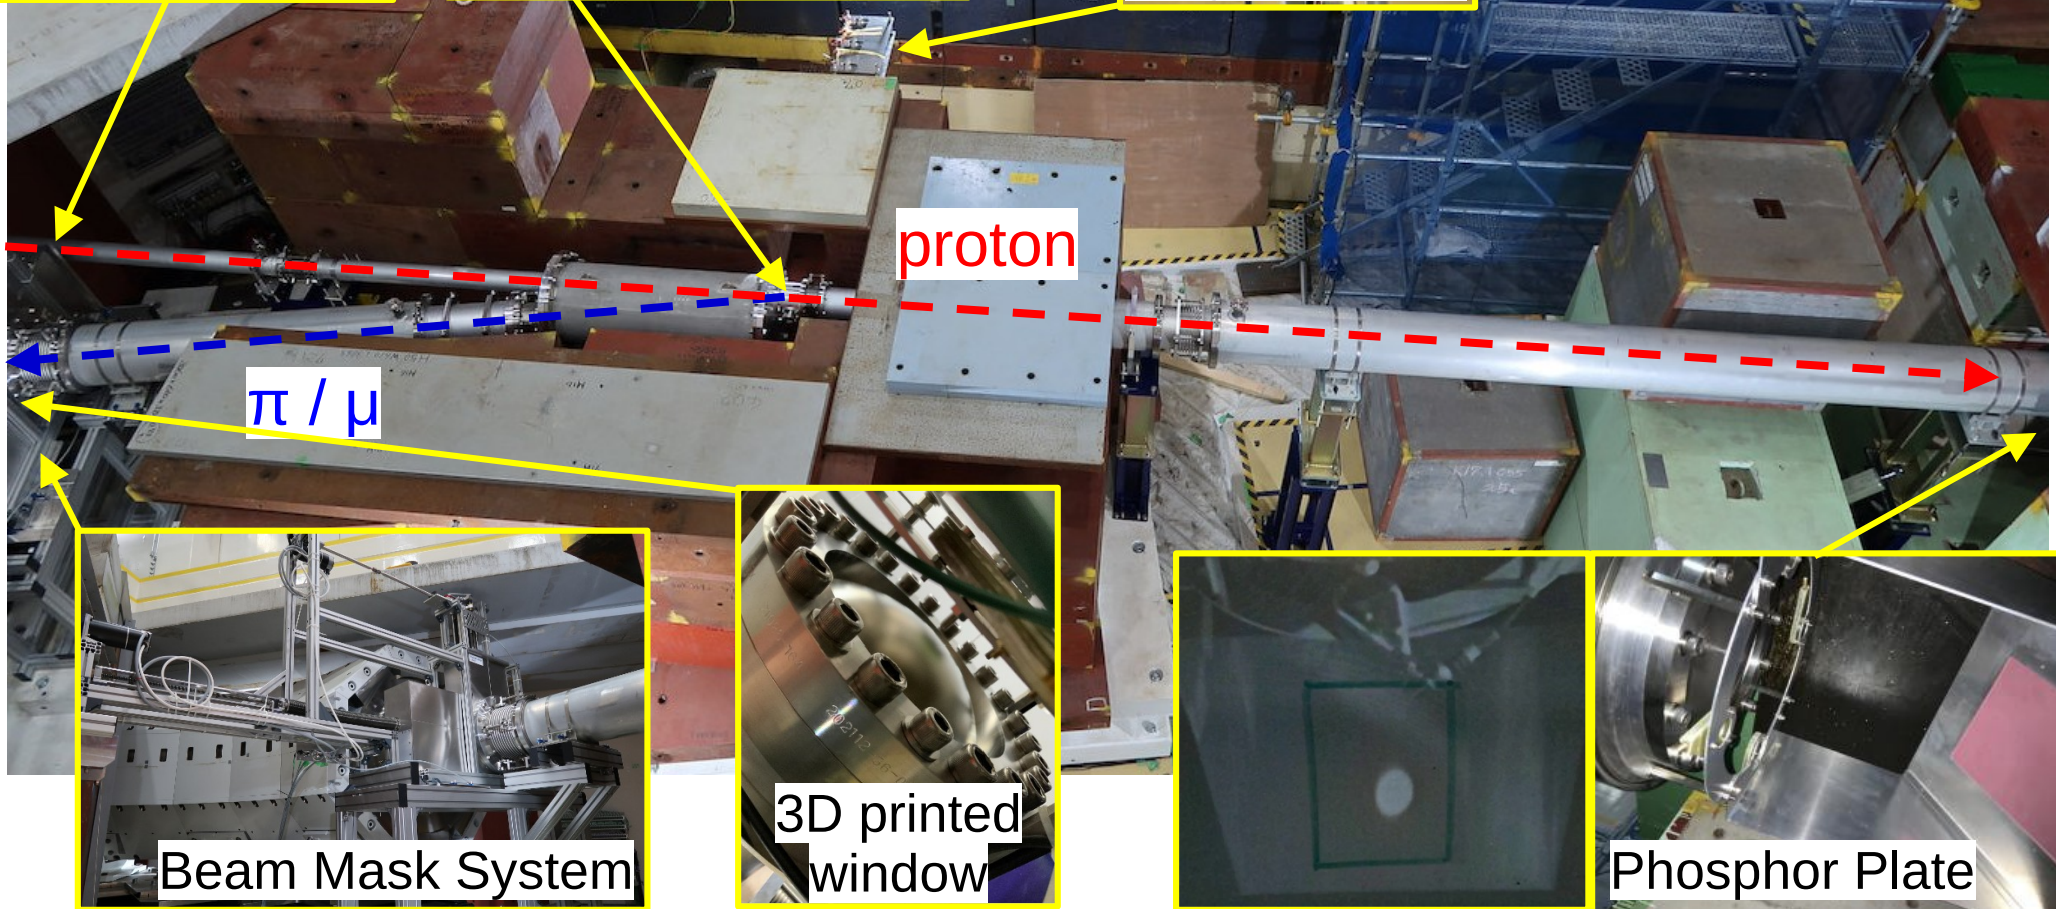 proton
π / μ
Beam Mask System
3D printed
window
Phosphor Plate